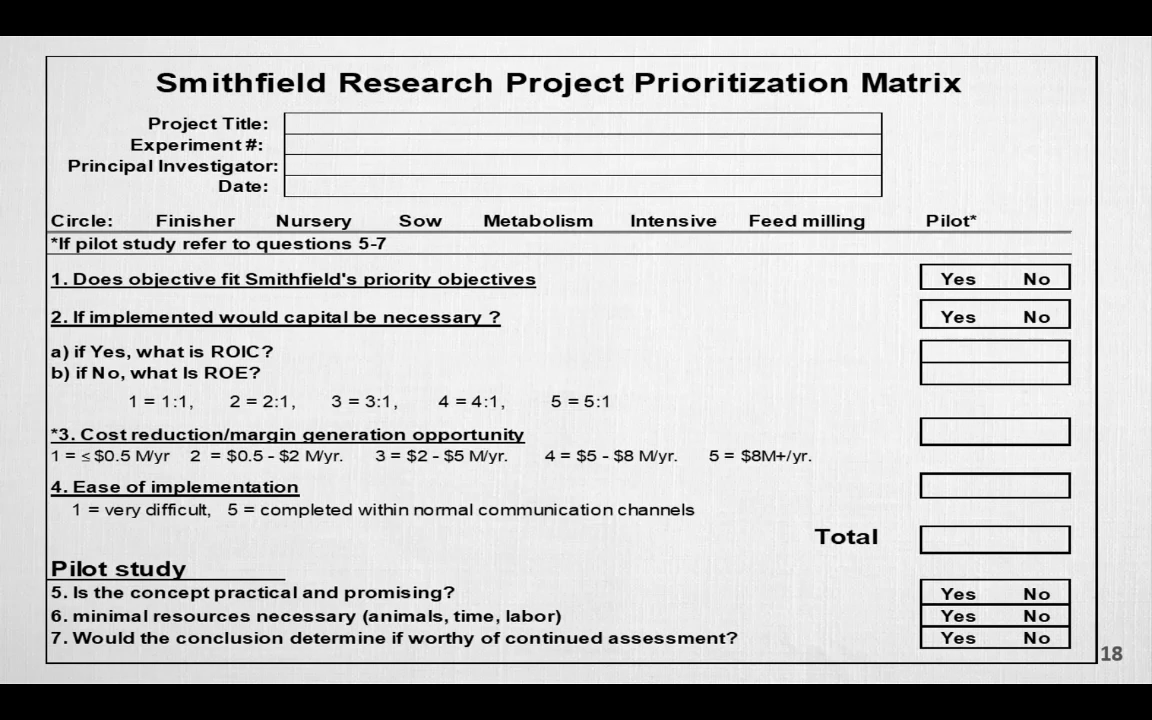 Smithfield Research Project Prioritization Matrix
Project Title:
Experiment #:
Principal Investigator:
Date:
Circle: Finisher Nursery Sow Metabolism Intensive Feed milling Pilot*
*If pilot study refer to questions 5-7
1. Does objective fit Smithfield's priority objectives Yes No
2. If implemented would capital be necessary ? Yes No
a) if Yes, what is ROIC?
b) if No, what Is ROE?
1 = 1:1, 2 = 2:1, 3 = 3:1, 4 = 4:1, 5 = 5:1
*3. Cost reduction/margin generation opportunity
1 = ≤ $0.5 M/yr 2 = $0.5 - $2 M/yr. 3 = $2 - $5 M/yr. 4 = $5 - $8 M/yr. 5 = $8M+/yr.
4. Ease of implementation
1 = very difficult, 5 = completed within normal communication channels
Total
Pilot study
5. Is the concept practical and promising? Yes No
6. minimal resources necessary (animals, time, labor) Yes No
7. Would the conclusion determine if worthy of continued assessment? Yes No
18